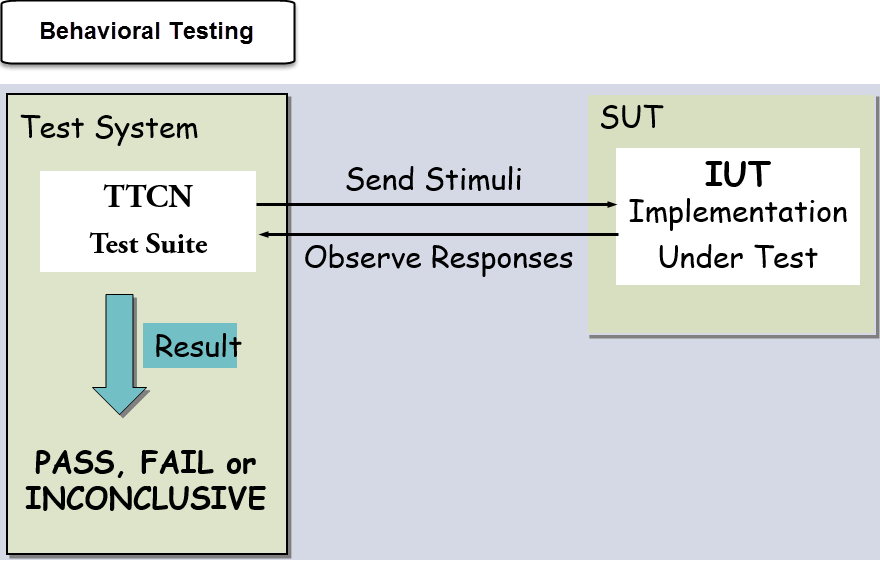 Behavioral Testing
Test System
TTCN
Test Suite
Result
PASS, FAIL or
INCONCLUSIVE
Send Stimuli
Observe Responses
SUT
IUT
Implementation
Under Test